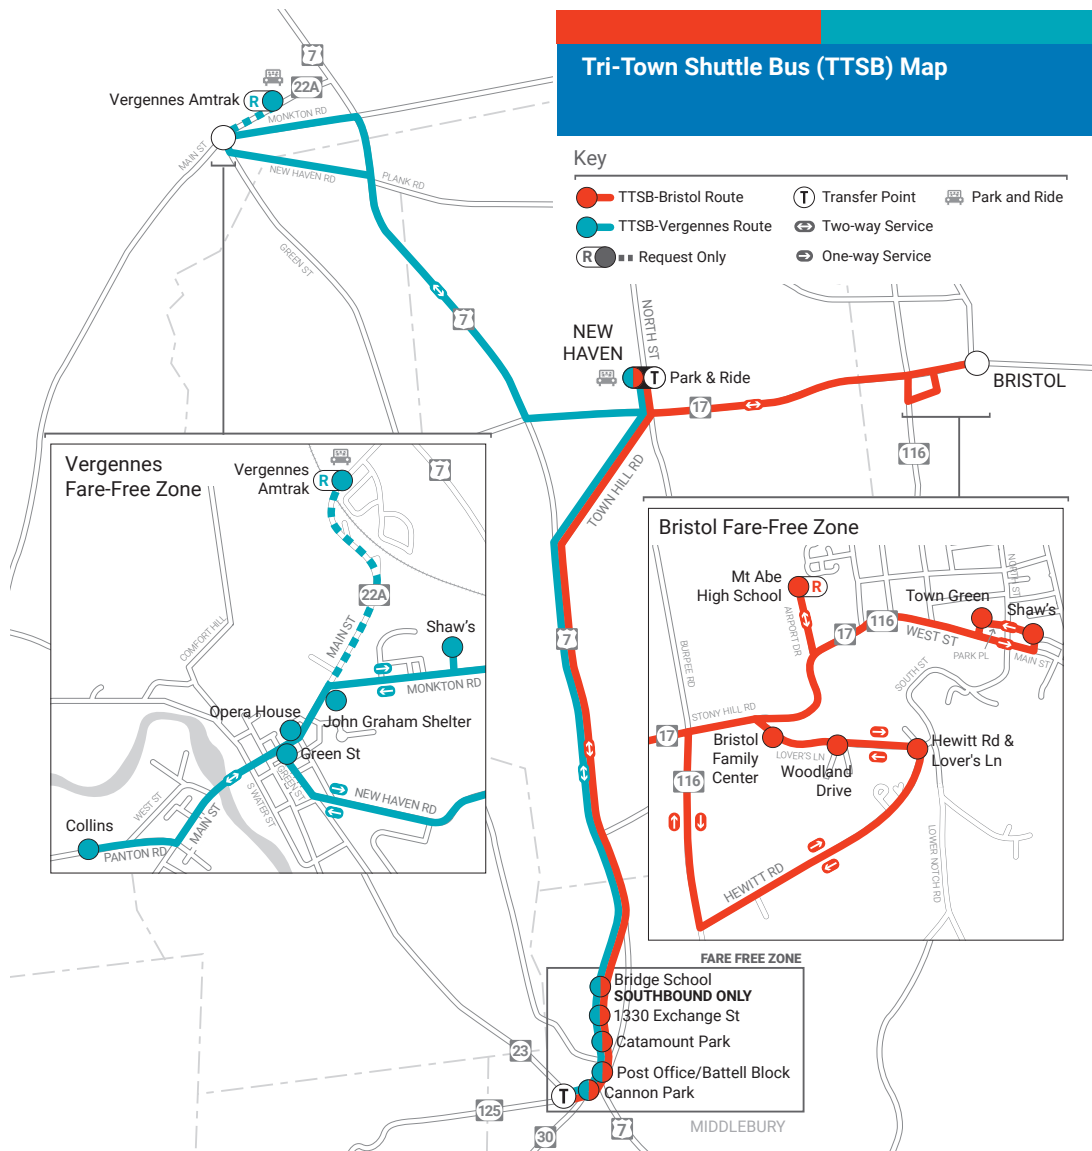 Tri-Town Shuttle Bus (TTSB) Map
Key
TTSB-Bristol Route
T
Transfer Point
Park and Ride
TTSB-Vergennes Route
Two-way Service
R
Request Only
One-way Service
7
22A
Vergennes Amtrak
R
MONKTON RD
MAIN ST
NEW HAVEN RD
PLANK RD
GREEN ST
7
NEW
HAVEN
NORTH ST
T
Park & Ride
BRISTOL
17
116
TOWN HILL RD
7
Vergennes
Fare-Free Zone
Vergennes
Amtrak
R
7
22A
COMFORT HILL
MAIN ST
Shaw's
MONKTON RD
Opera House
John Graham Shelter
Green St
GREEN ST
S WATER ST
NEW HAVEN RD
WEST ST
MAIN ST
Collins
PANTON RD
Bristol Fare-Free Zone
Mt Abe
High School
R
AIRPORT DR
NORTH ST
Town Green
Shaw's
116
17
WEST ST
PARK PL
MAIN ST
BURPEE RD
SOUTH ST
STONY HILL RD
17
Bristol
Family
Center
LOVER'S LN
Woodland
Drive
Hewitt Rd &
Lover's Ln
116
HEWITT RD
LOWER NOTCH RD
FARE FREE ZONE
Bridge School
SOUTHBOUND ONLY
1330 Exchange St
Catamount Park
Post Office/Battell Block
Cannon Park
T
23
125
30
7
MIDDLEBURY